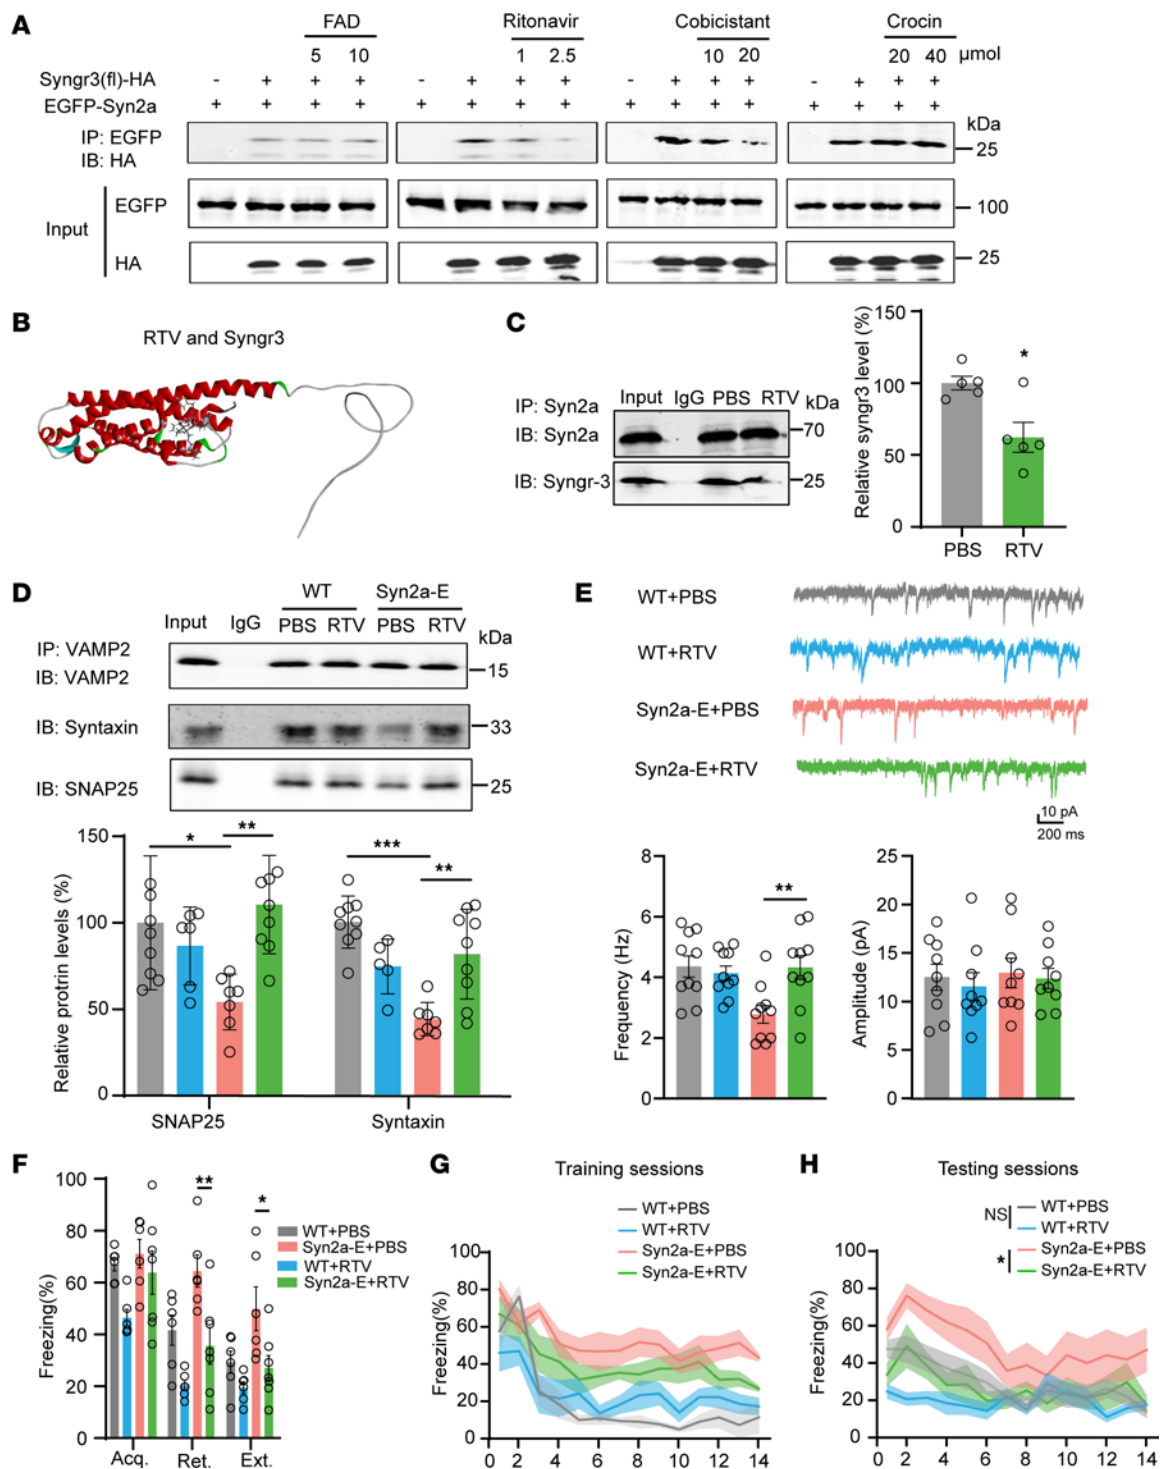 A
FAD Ritonavir Cobicistant Crocin
5 10 1 2.5 10 20 20 40 µmol
Syngr3(fl)-HA - + + + - + + + - + + + - + + +
EGFP-Syn2a + + + + + + + + + + + + + + + +
IP: EGFP
IB: HA
kDa
25
Input
EGFP
100
HA
25
B
RTV and Syngr3
C
Input IgG PBS RTV kDa
IP: Syn2a
IB: Syn2a
70
IB: Syngr-3
25
Relative syngr3 level (%)
150
100
50
0
*
PBS RTV
D
WT Syn2a-E
Input IgG PBS RTV PBS RTV kDa
IP: VAMP2
IB: VAMP2
15
IB: Syntaxin
33
IB: SNAP25
25
Relative protrin levels (%)
150
100
50
0
* ** *** **
SNAP25 Syntaxin
E
WT+PBS
WT+RTV
Syn2a-E+PBS
Syn2a-E+RTV
10 pA
200 ms
Frequency (Hz)
8
6
4
2
0
**
Amplitude (pA)
25
20
15
10
5
0
F
Freezing(%)
100
80
60
40
20
0
** *
WT+PBS
Syn2a-E+PBS
WT+RTV
Syn2a-E+RTV
Acq. Ret. Ext.
G
Training sessions
WT+PBS
WT+RTV
Syn2a-E+PBS
Syn2a-E+RTV
Freezing(%)
100
80
60
40
20
0
0 2 4 6 8 10 12 14
H
Testing sessions
NS
WT+PBS
WT+RTV
*
Syn2a-E+PBS
Syn2a-E+RTV
Freezing(%)
100
80
60
40
20
0
0 2 4 6 8 10 12 14